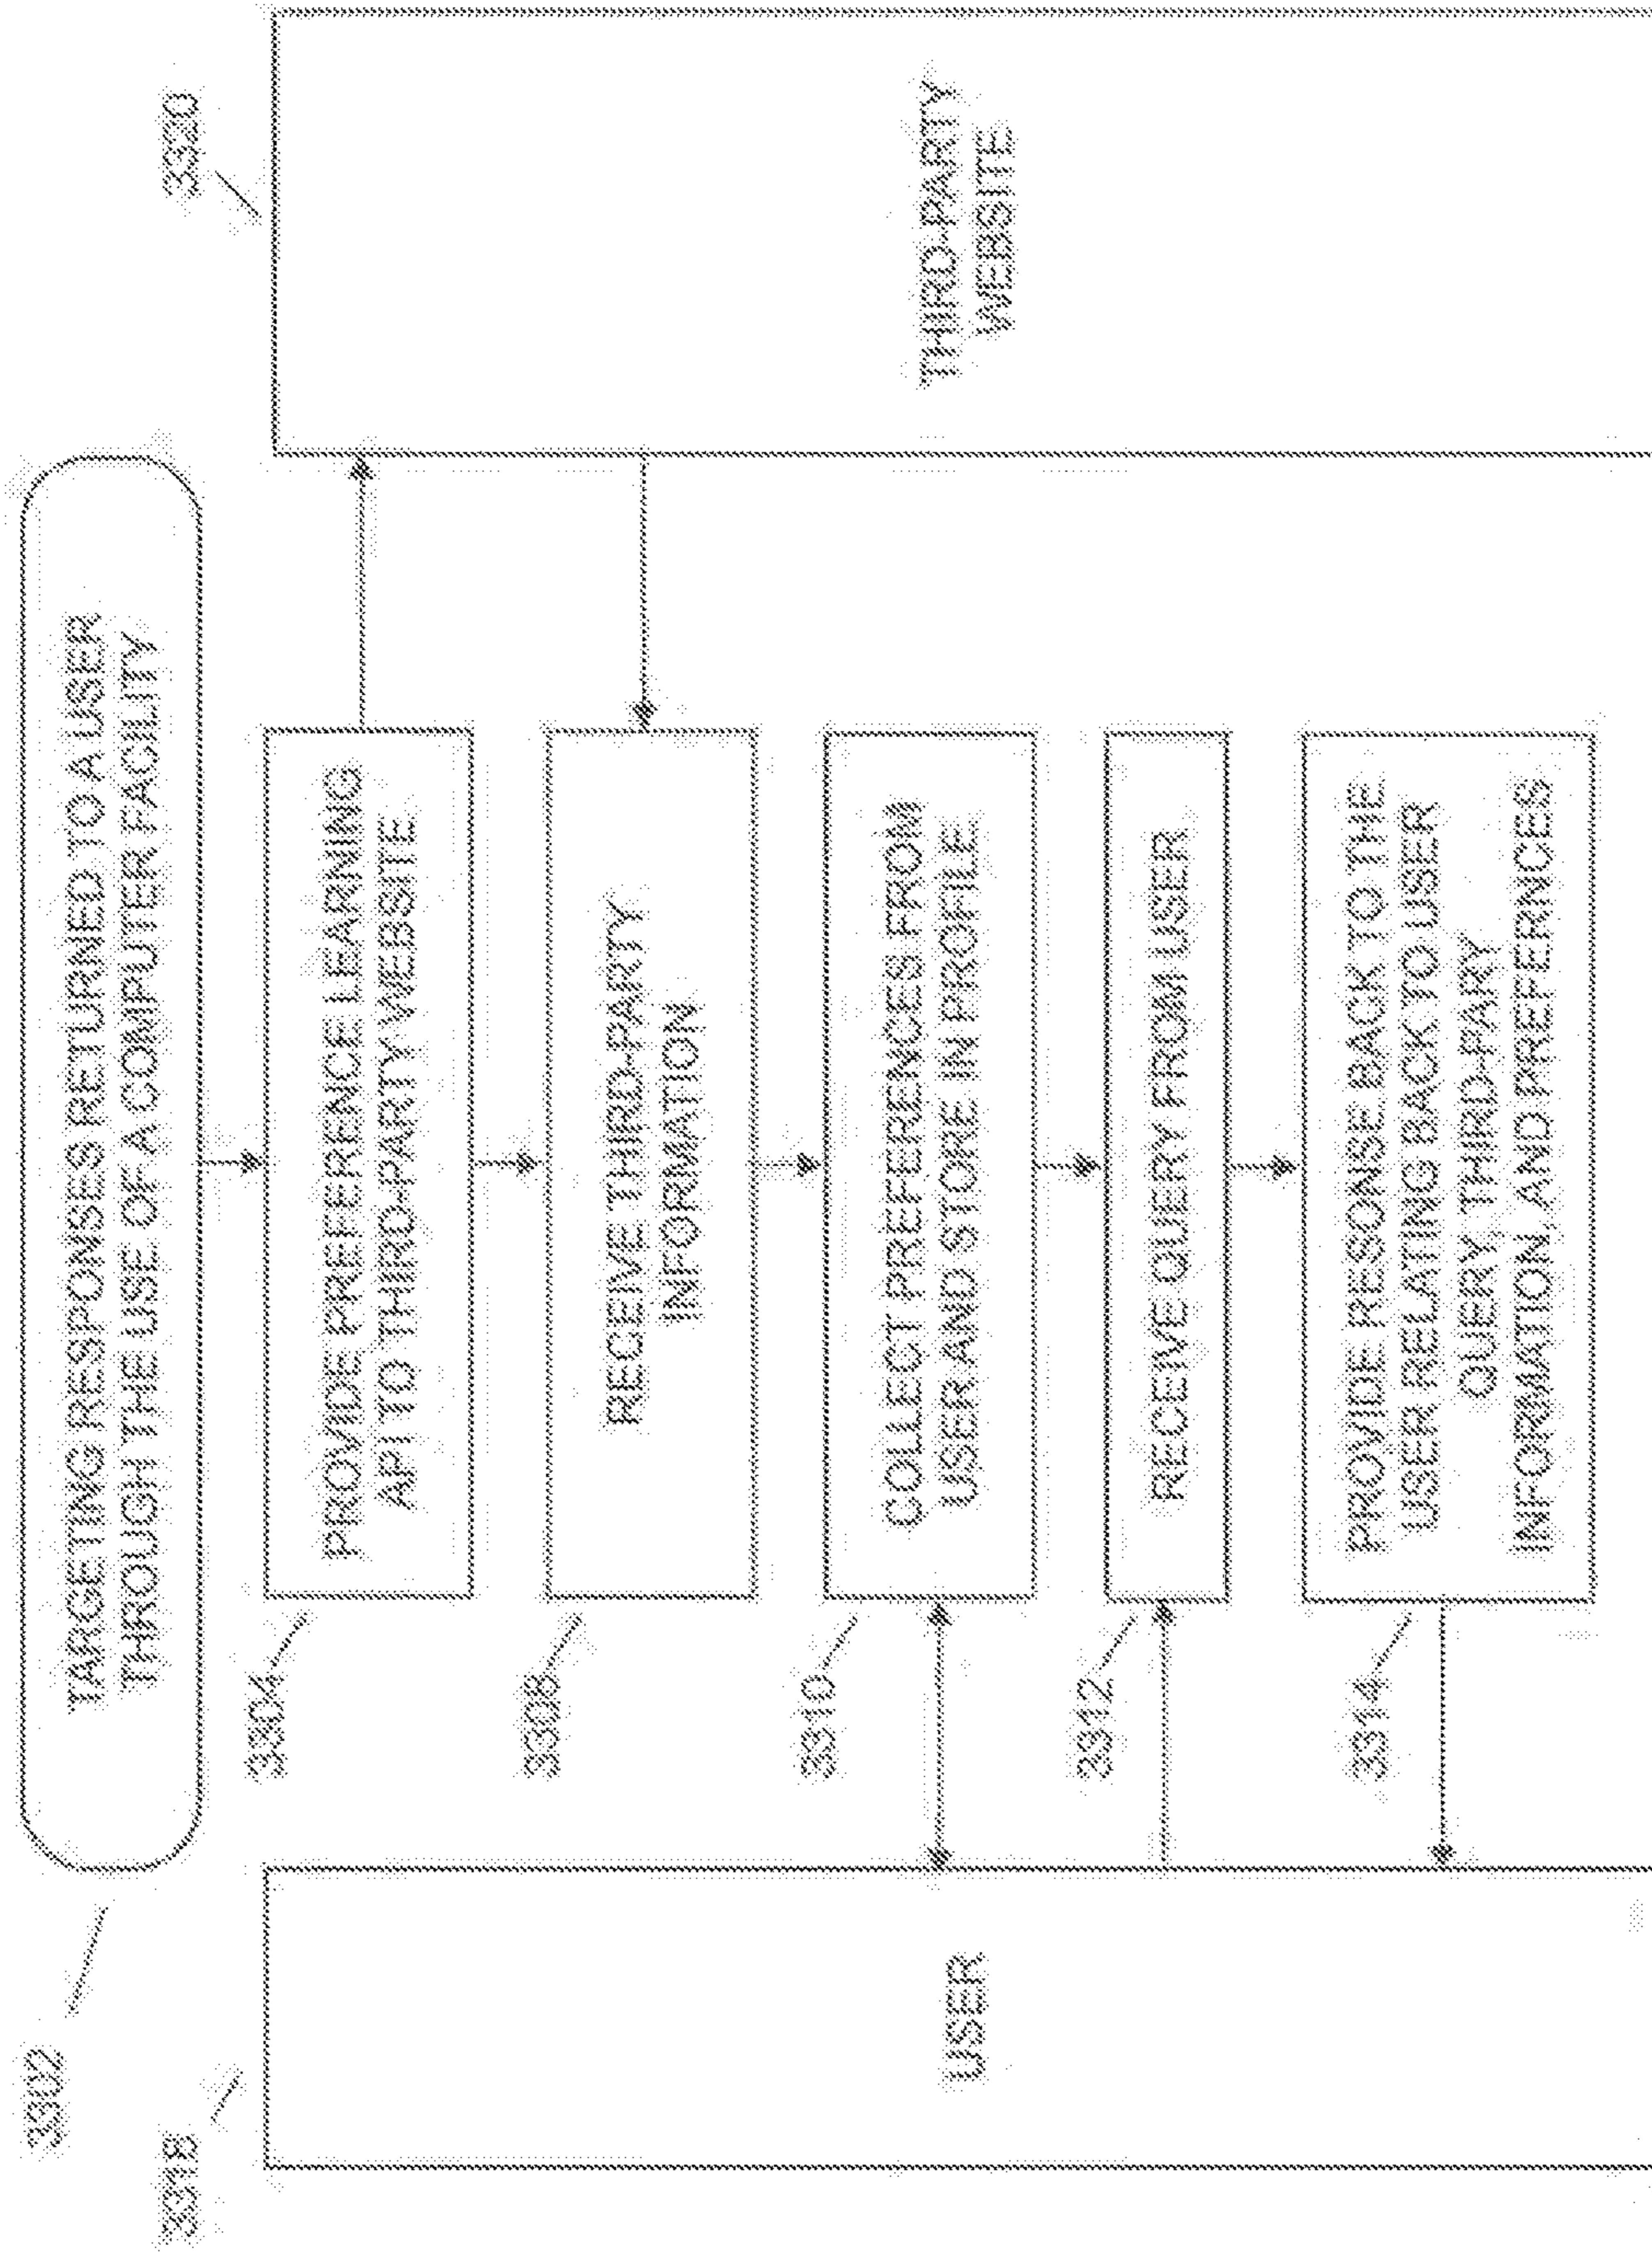 3302
TARGETING RESPONSES RETURNED TO A USER
THROUGH THE USE OF A COMPUTER FACILITY
3318
USER
3304
PROVIDE PREFERENCE LEARNING
API TO THIRD-PARTY WEBSITE
3308
RECEIVE THIRD-PARTY
INFORMATION
3310
COLLECT PREFERENCES FROM
USER AND STORE IN PROFILE
3312
RECEIVE QUERY FROM USER
3314
PROVIDE RESONSE BACK TO THE
USER RELATING BACK TO USER
QUERY, THIRD-PARY
INFORMATION, AND PREFERNCES
3320
THIRD-PARTY
WEBSITE